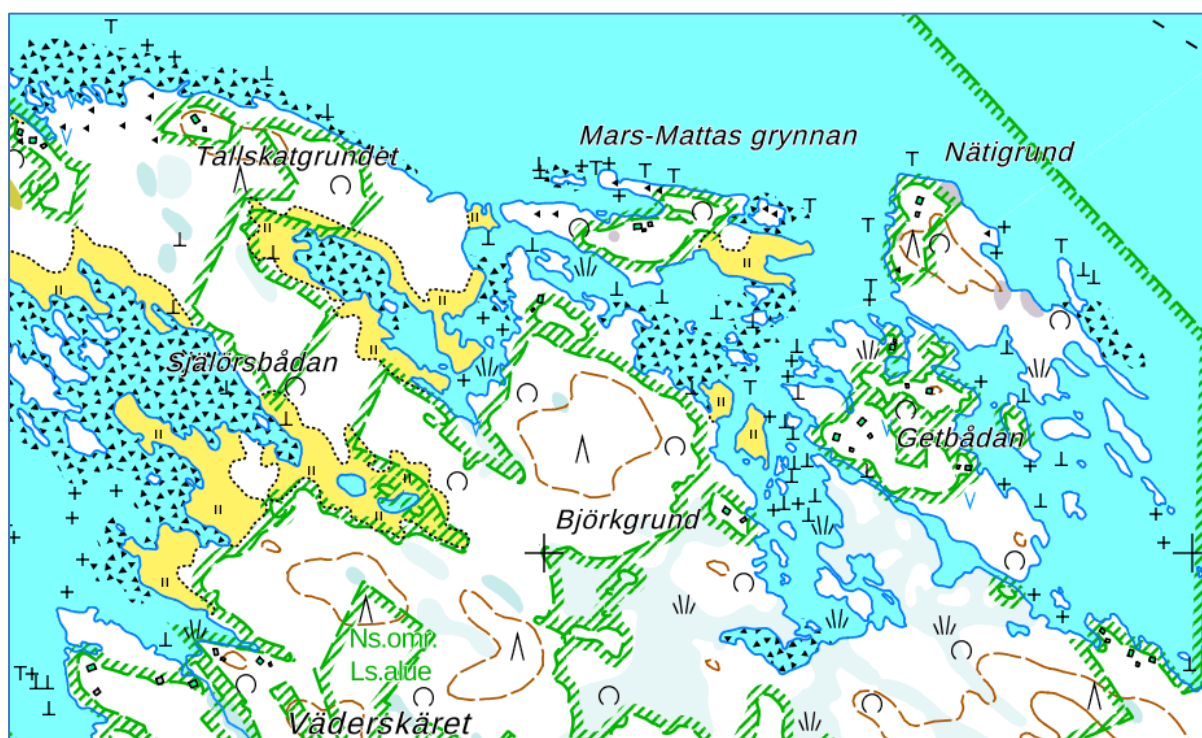 Mars-Mattas grynnan
Nätigrund
Tallskatgrundet
Själörsbådan
Getbådan
Björkgrund
Ns.omr.
Ls.alue
Väderskäret